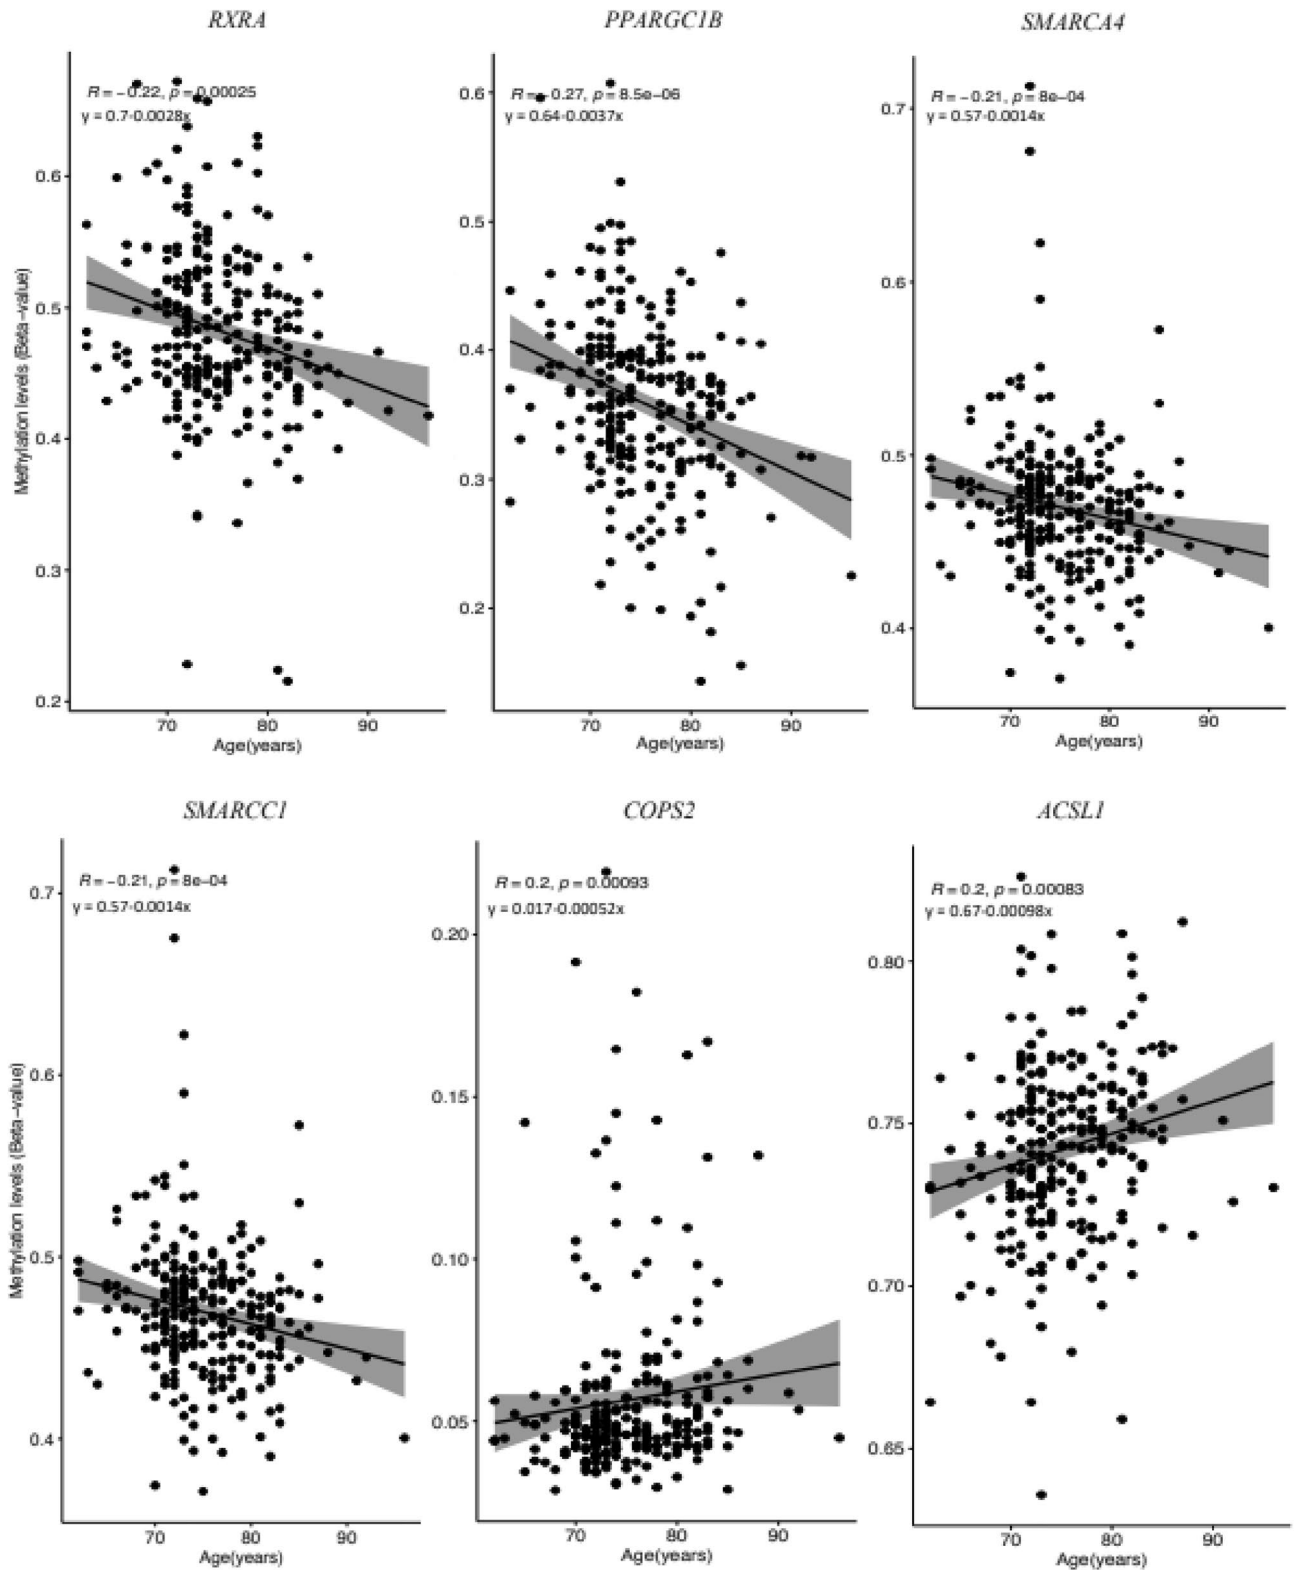 RXRA
PPARGC1B
SMARCA4
R = −0.22, p = 0.00025
y = 0.7-0.0028x
R = −0.27, p = 8.5e−06
y = 0.64-0.0037x
R = −0.21, p = 8e−04
y = 0.57-0.0014x
Methylation levels (Beta−value)
0.6
0.5
0.4
0.3
0.2
0.6
0.5
0.4
0.3
0.2
0.7
0.6
0.5
0.4
70 80 90
70 80 90
70 80 90
Age(years)
Age(years)
Age(years)
SMARCC1
COPS2
ACSL1
R = −0.21, p = 8e−04
y = 0.57-0.0014x
R = 0.2, p = 0.00093
y = 0.017-0.00052x
R = 0.2, p = 0.00083
y = 0.67-0.00098x
Methylation levels (Beta−value)
0.7
0.6
0.5
0.4
0.20
0.15
0.10
0.05
0.80
0.75
0.70
0.65
70 80 90
70 80 90
70 80 90
Age(years)
Age(years)
Age(years)